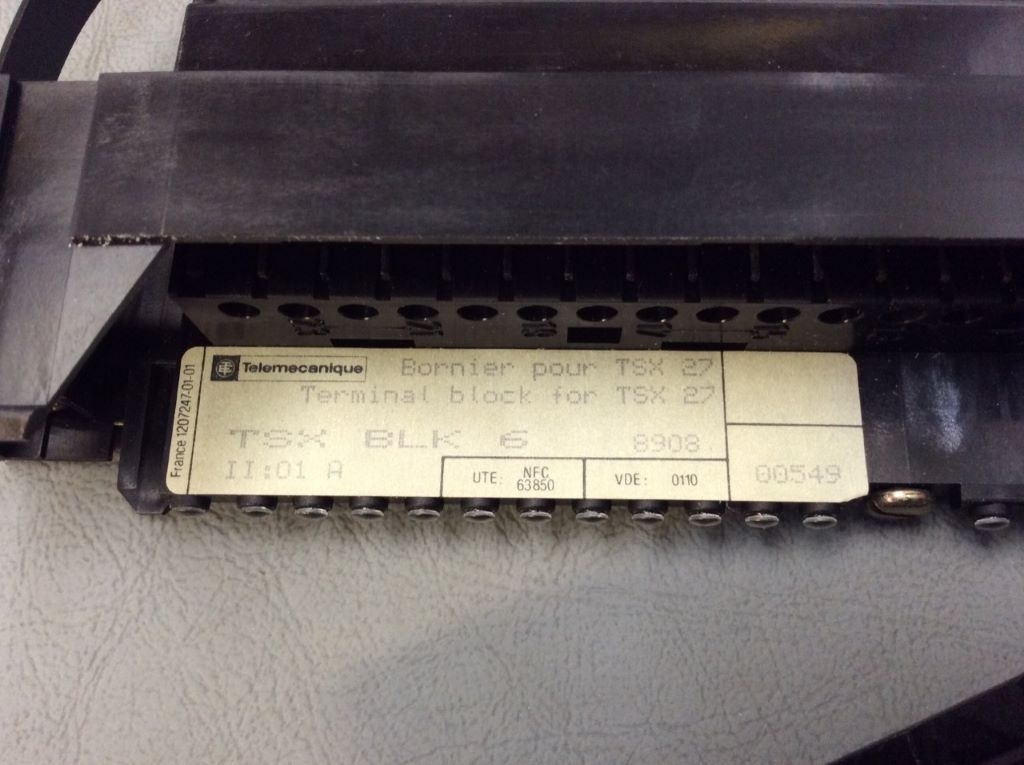 France 1207247-01-01
Telemecanique Bornier pour TSX 27
Terminal block for TSX 27
TSX BLK 6 8908
II:01 A
UTE: NFC 63850 VDE: 0110 00549